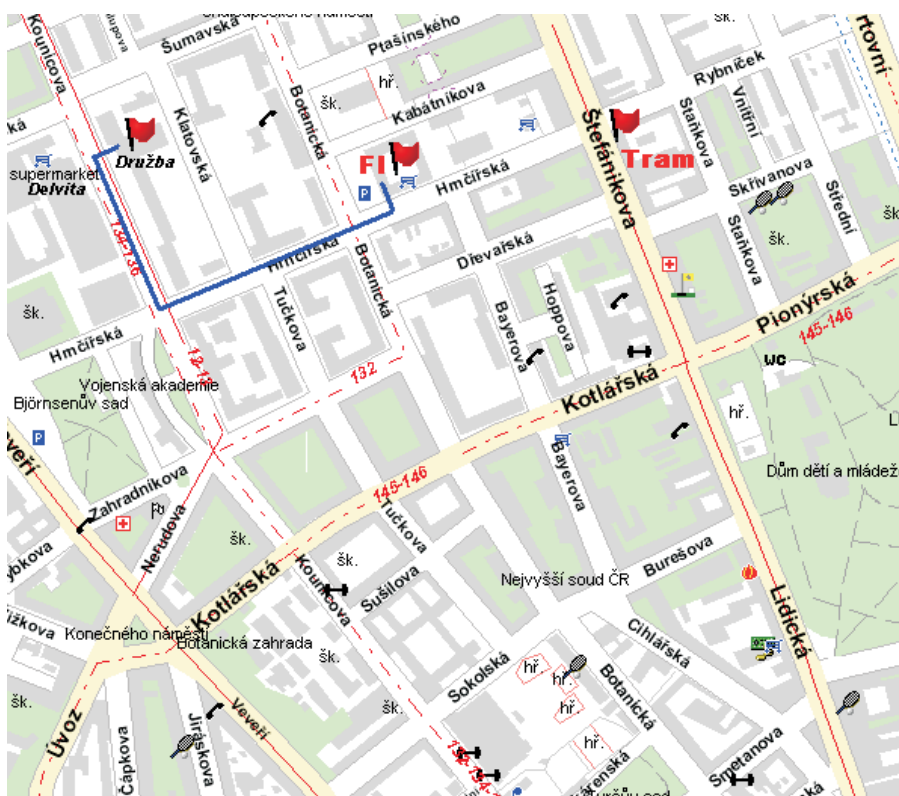 Kounicova
Šumavská
Ptašinského
Klatovská
Botanická
šk.
hř.
Kabátníkova
Rybníček
Vnitřní
Staňkova
Štefánikova
Družba
supermarket
Delvita
FI
P
Tram
Hrnčířská
Skřivanova
Střední
Staňkova
šk.
šk.
134-136
Hrnčířská
Botanická
Dřevařská
Tučkova
Bayerova
Hoppova
Pionýrská
145-146
šk.
Hrnčířská
12-13
132
Vojenská akademie
Björnsenův sad
P
Kotlářská
WC
hř.
Dům dětí a mládeže
Veveří
Zahradníkova
Nerudova
145-146
Bayerova
Tučkova
šk.
šk.
Kounicova
Sušilova
Nejvyšší soud ČR
Burešova
Lidická
Kotlářská
Konečného náměstí
Botanická zahrada
šk.
Cihlářská
Sokolská
hř.
hř.
hř.
hř.
Botanická
Úvoz
Čápkova
Jiráskova
Veveří
šk.
Smetanova